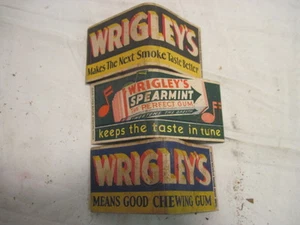 WRIGLEY'S
Makes The Next Smoke Taste Better
WRIGLEY'S
SPEARMINT
THE PERFECT GUM
keeps the taste in tune
WRIGLEY'S
MEANS GOOD CHEWING GUM